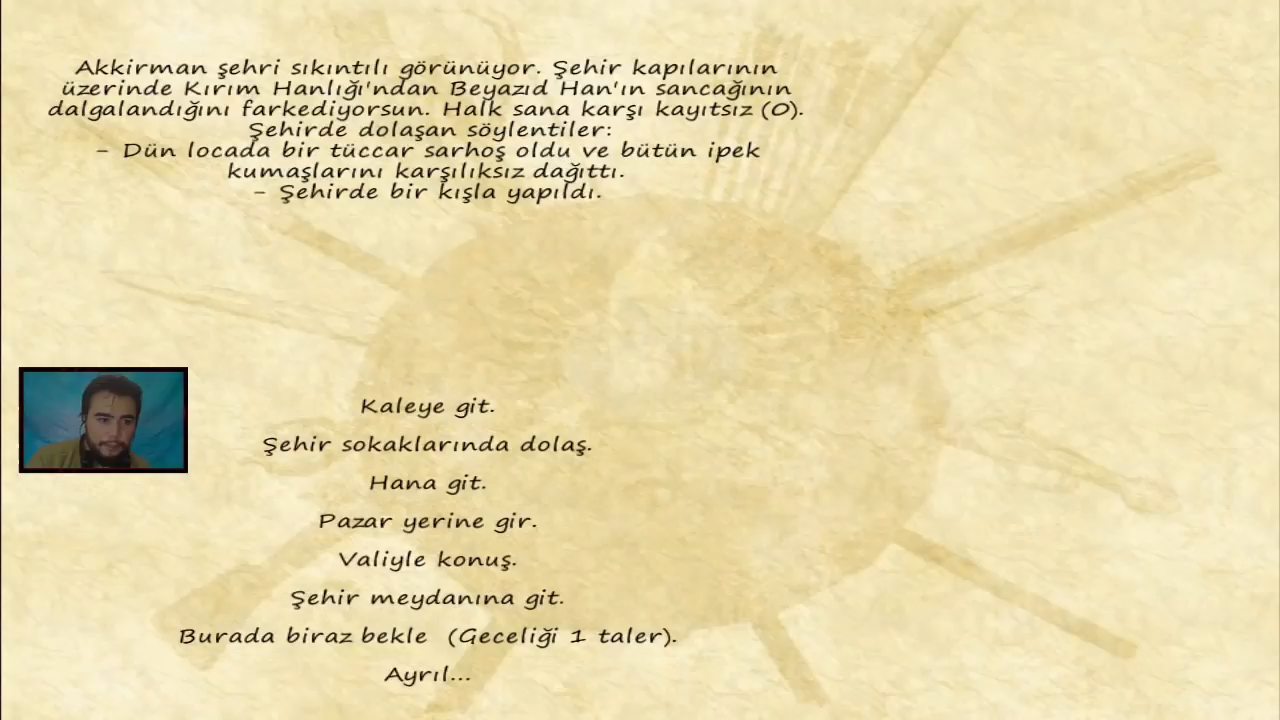 Akkirman şehri sıkıntılı görünüyor. Şehir kapılarının
üzerinde Kırım Hanlığı'ndan Beyazıd Han'ın sancağının
dalgalandığını farkediyorsun. Halk sana karşı kayıtsız (0).
Şehirde dolaşan söylentiler:
- Dün locada bir tüccar sarhoş oldu ve bütün ipek
kumaşlarını karşılıksız dağıttı.
- Şehirde bir kışla yapıldı.
Kaleye git.
Şehir sokaklarında dolaş.
Hana git.
Pazar yerine gir.
Valiyle konuş.
Şehir meydanına git.
Burada biraz bekle (Geceliği 1 taler).
Ayrıl...